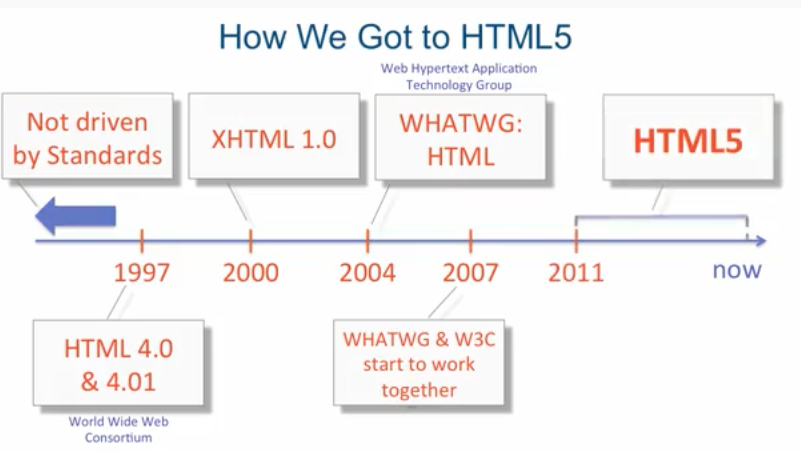 How We Got to HTML5
Web Hypertext Application
Technology Group
Not driven
by Standards
XHTML 1.0
WHATWG:
HTML
HTML5
1997
2000
2004
2007
2011
now
HTML 4.0
& 4.01
World Wide Web
Consortium
WHATWG & W3C
start to work
together